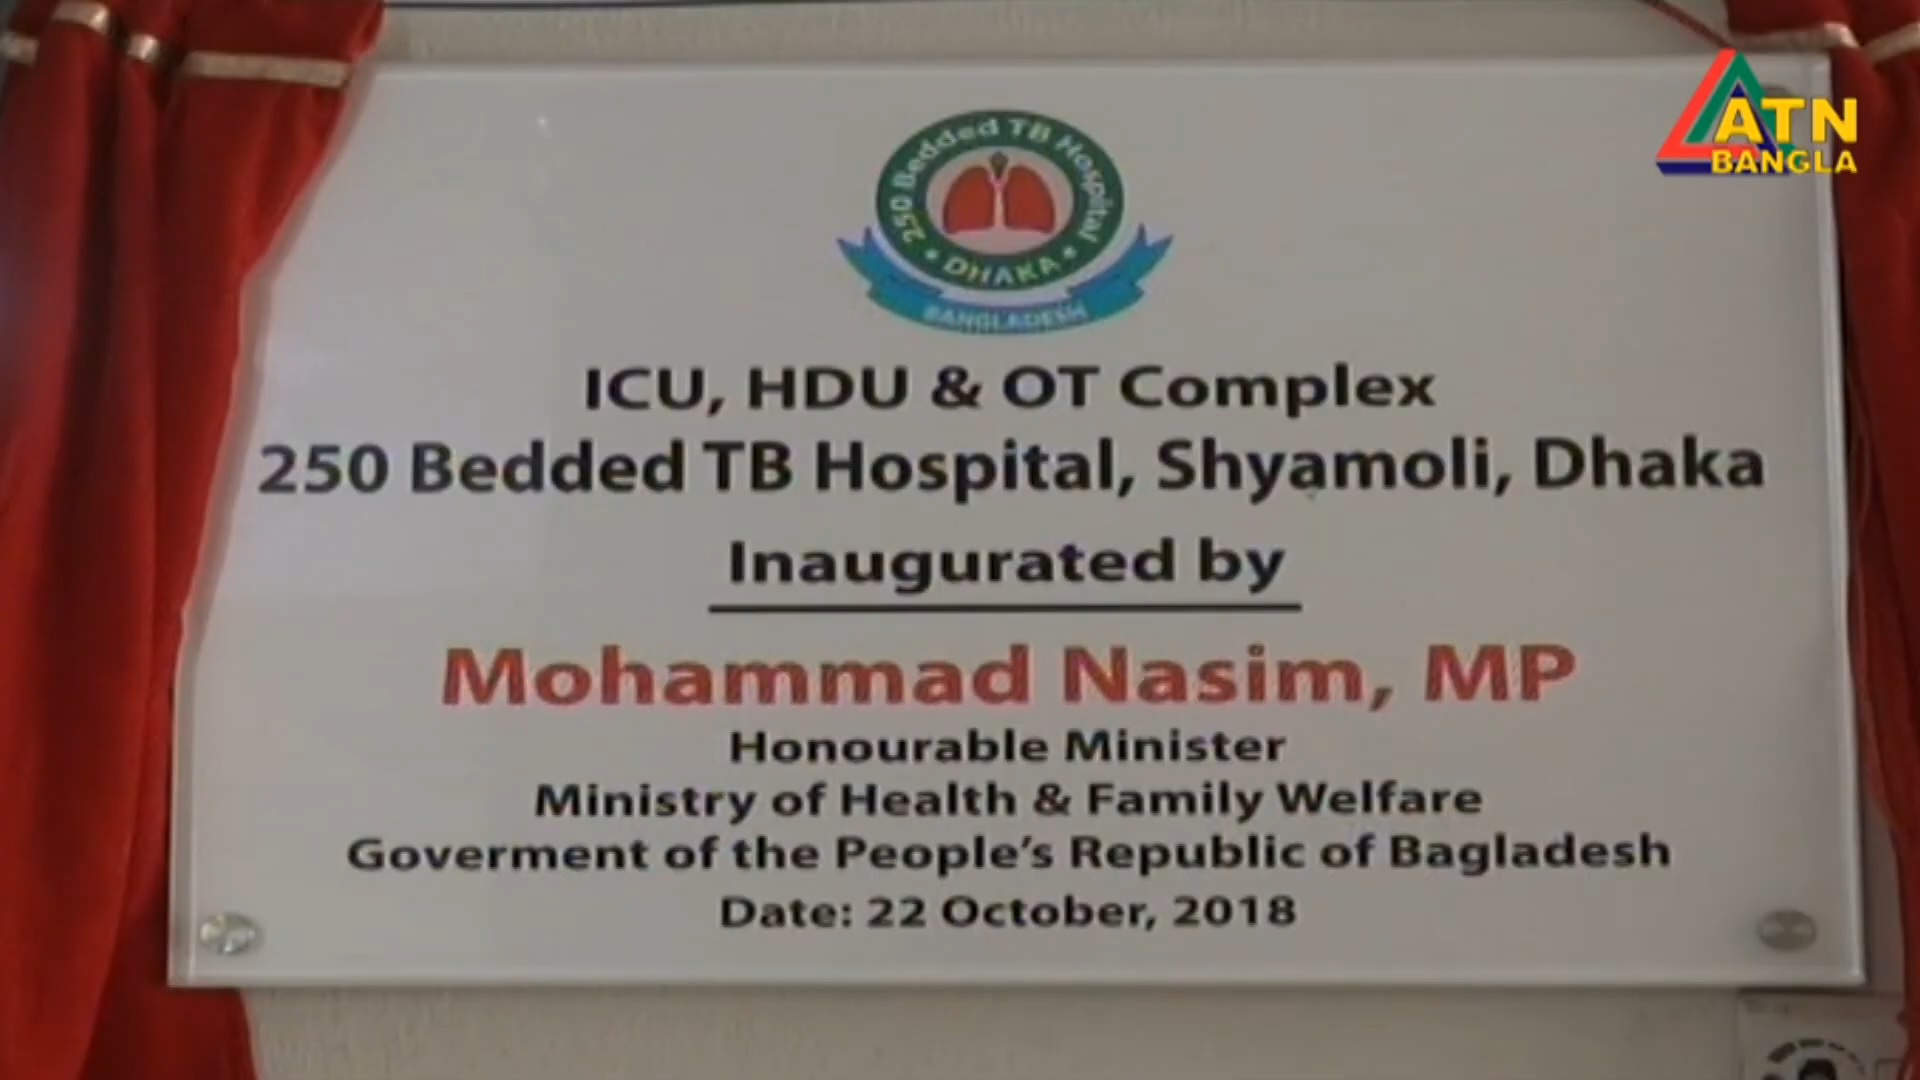 ATN
BANGLA
250 Bedded TB Hospital
DHAKA
BANGLADESH
ICU, HDU & OT Complex
250 Bedded TB Hospital, Shyamoli, Dhaka
Inaugurated by
Mohammad Nasim, MP
Honourable Minister
Ministry of Health & Family Welfare
Goverment of the People's Republic of Bagladesh
Date: 22 October, 2018